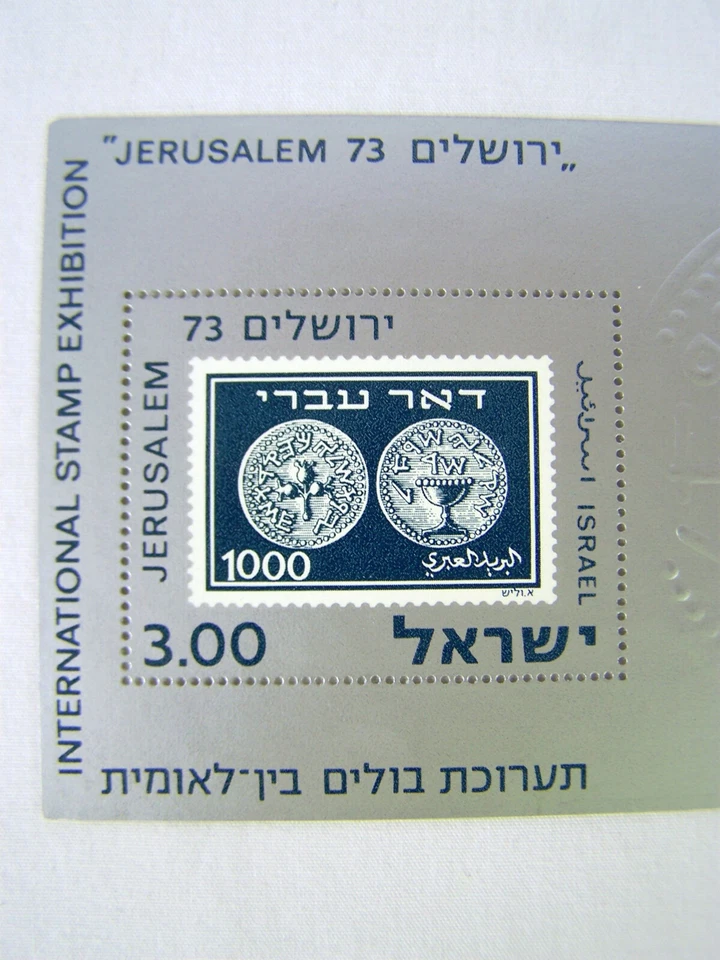 "JERUSALEM 73 ירושלים„
INTERNATIONAL STAMP EXHIBITION
73 ירושלים
JERUSALEM
دואר עברי
1000
البريد العبري
א.וליש
اسرائيل ISRAEL
3.00 ישראל
תערוכת בולים בין־לאומית